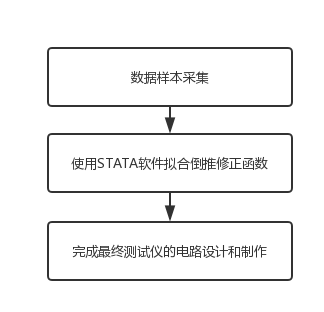 数据样本采集
使用STATA软件拟合倒推修正函数
完成最终测试仪的电路设计和制作